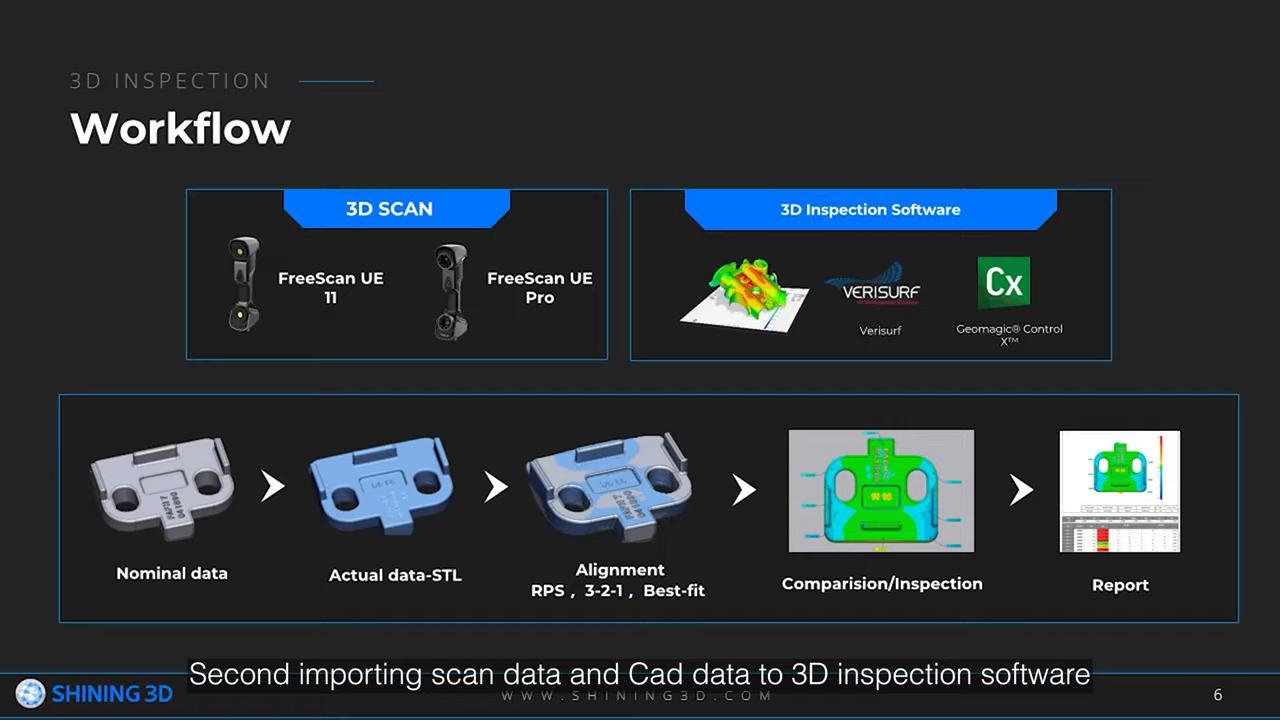 3D INSPECTION
Workflow
3D SCAN
FreeScan UE
11
FreeScan UE
Pro
3D Inspection Software
VERISURF
Verisurf
Cx
Geomagic® Control
X™
Nominal data
Actual data-STL
Alignment
RPS , 3-2-1 , Best-fit
Comparision/Inspection
Report
Second importing scan data and Cad data to 3D inspection software
SHINING 3D
WWW.SHINING3D.COM
6